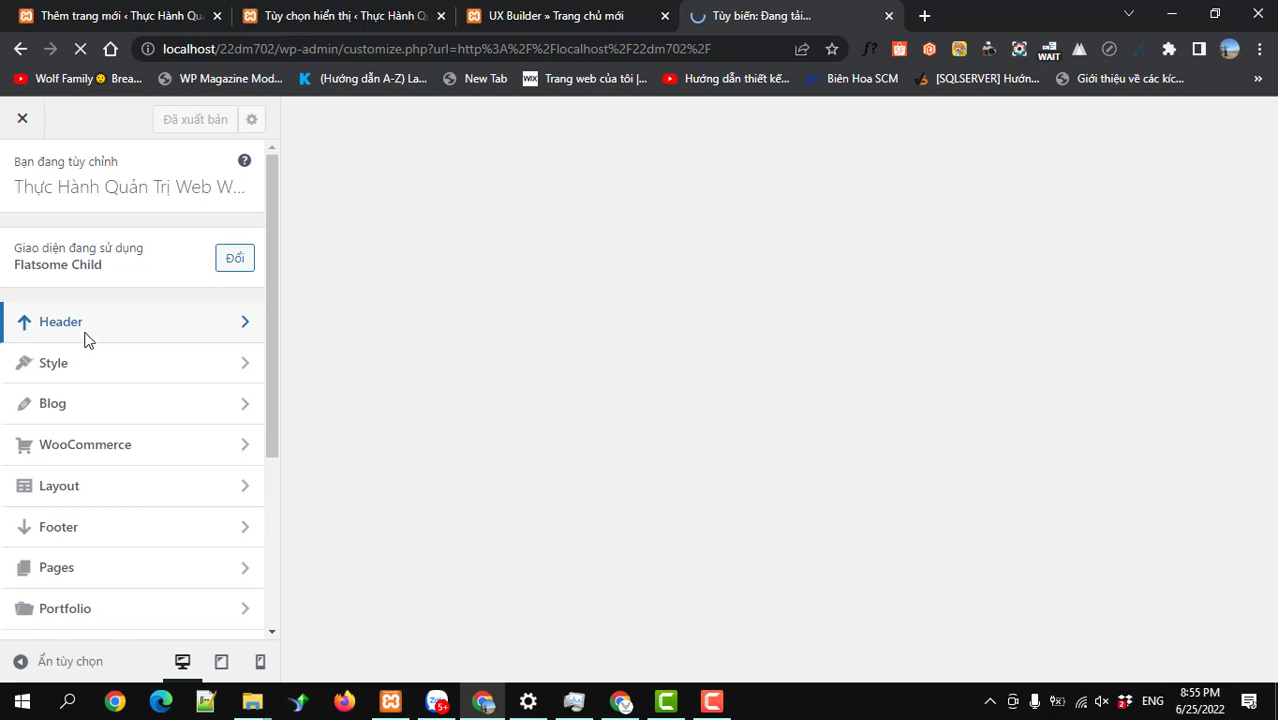 Thêm trang mới ‹ Thực Hành Quả
Tùy chọn hiển thị ‹ Thực Hành Q
UX Builder » Trang chủ mới
Tùy biến: Đang tải...
localhost/22dm702/wp-admin/customize.php?url=http%3A%2F%2Flocalhost%2F22dm702%2F
WAIT
Wolf Family Brea...
WP Magazine Mod...
(Hướng dẫn A-Z) La...
New Tab
WIX
Trang web của tôi |...
Hướng dẫn thiết kế...
Biên Hoa SCM
[SQLSERVER] Hướn...
Giới thiệu về các kíc...
Đã xuất bản
Bạn đang tùy chỉnh
Thực Hành Quản Trị Web W...
Giao diện đang sử dụng
Flatsome Child
Đổi
Header
Style
Blog
WooCommerce
Layout
Footer
Pages
Portfolio
Ẩn tùy chọn
5+
2
ENG
8:55 PM
6/25/2022